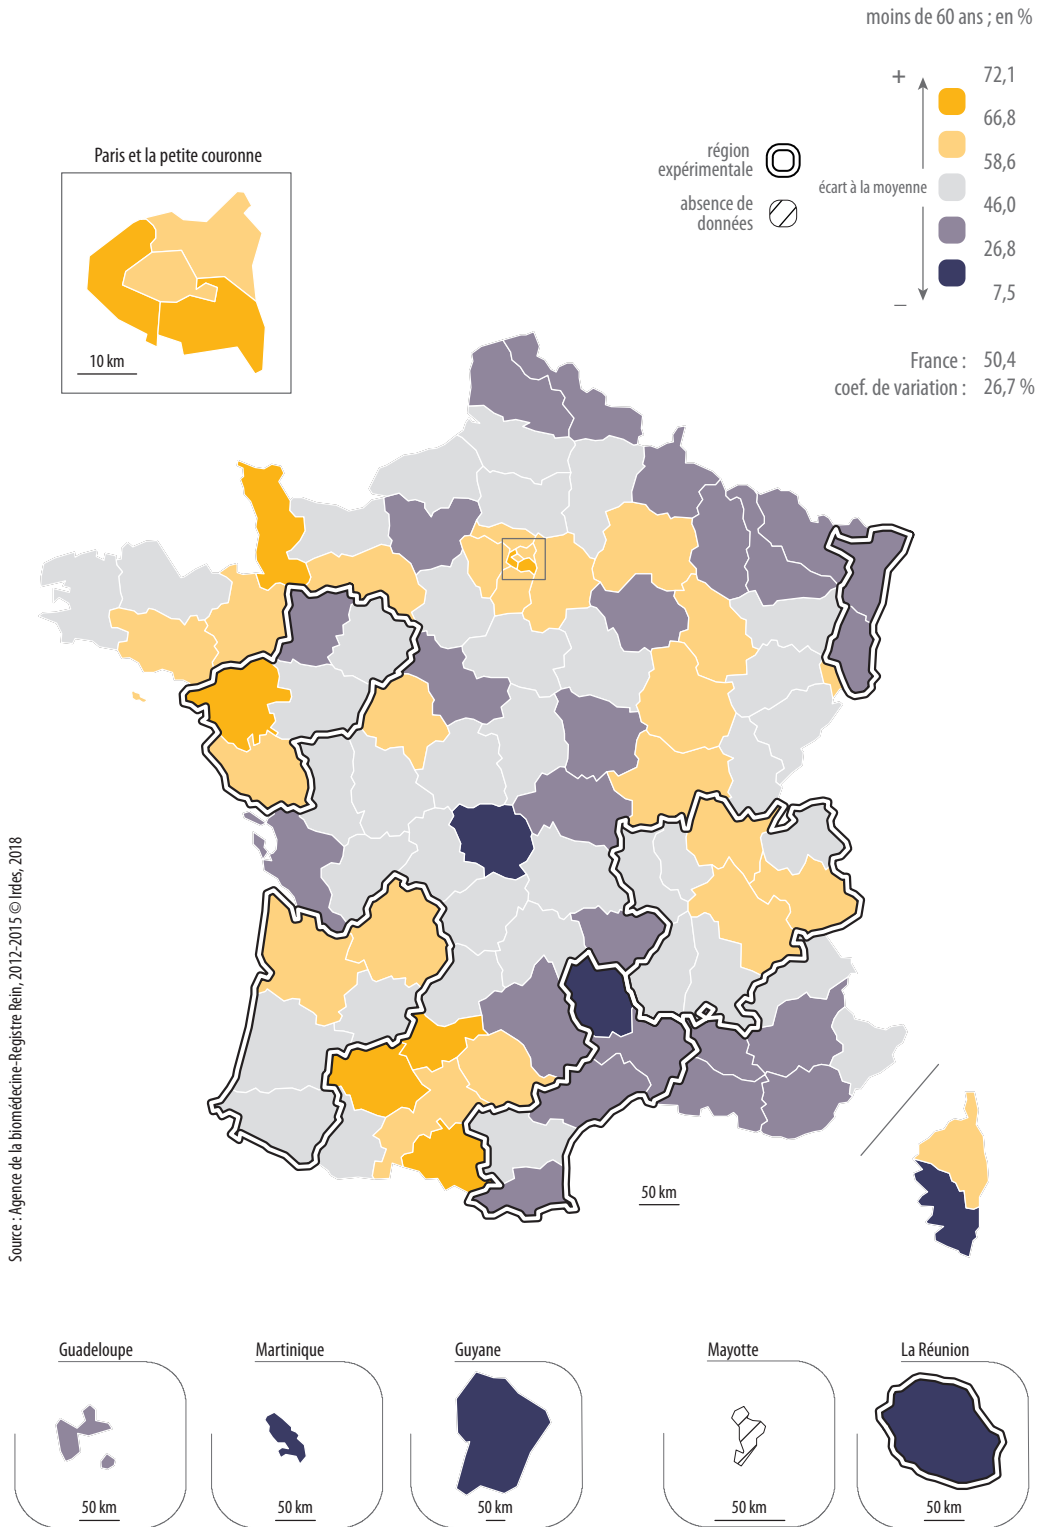 moins de 60 ans ; en %
+
72,1
66,8
58,6
46,0
26,8
7,5
–
écart à la moyenne
région
expérimentale
absence de
données
France : 50,4
coef. de variation : 26,7 %
Paris et la petite couronne
10 km
50 km
Source : Agence de la biomédecine-Registre Rein, 2012-2015 © Irdes, 2018
Guadeloupe
50 km
Martinique
50 km
Guyane
50 km
Mayotte
50 km
La Réunion
50 km